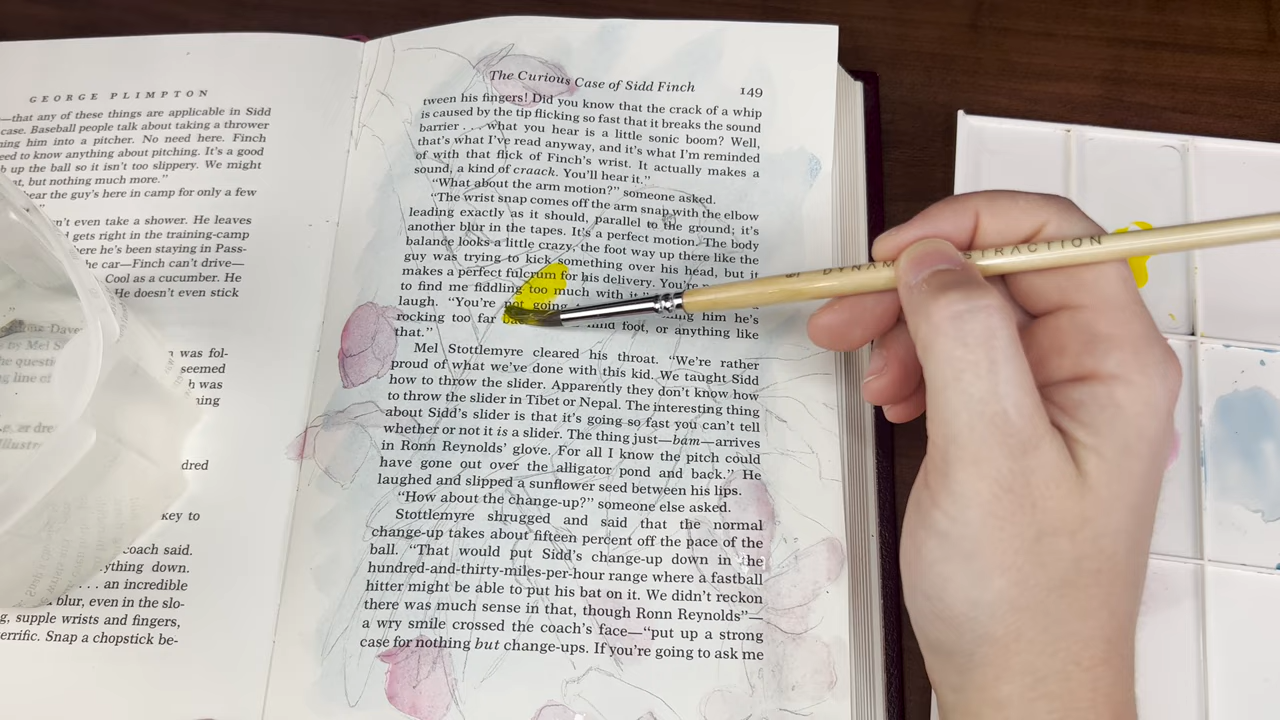 GEORGE PLIMPTON
—that any of these things are applicable in Sidd
case. Baseball people talk about taking a thrower
him into a pitcher. No need here. Finch
to know anything about pitching. It's a good
up the ball so it isn't too slippery. We might
but nothing much more."
the guy's here in camp for only a few
"
even take a shower. He leaves
gets right in the training-camp
he's been staying in Pass-
car—Finch can't drive—
Cool as a cucumber. He
He doesn't even stick
Dave
by Mel
the
line of
was fol-
seemed
was
dred
key to
coach said.
down.
. . . an incredible
blur, even in the slo-
supple wrists and fingers,
Snap a chopstick be-
The Curious Case of Sidd Finch 149
tween his fingers! Did you know that the crack of a whip
is caused by the tip flicking so fast that it breaks the sound
barrier . . . what you hear is a little sonic boom? Well,
that's what I've read anyway, and it's what I'm reminded
of with that flick of Finch's wrist. It actually makes a
sound, a kind of craack. You'll hear it."
"What about the arm motion?" someone asked.
"The wrist snap comes off the arm snap with the elbow
leading exactly as it should, parallel to the ground; it's
another blur in the tapes. It's a perfect motion. The body
balance looks a little crazy, the foot way up there like the
guy was trying to kick something over his head, but it
makes a perfect fulcrum for his delivery. You're
to find me fiddling too much with it."
laugh. "You're not going him he's
rocking too far foot, or anything like
that."
Mel Stottlemyre cleared his throat. "We're rather
proud of what we've done with this kid. We taught Sidd
how to throw the slider. Apparently they don't know how
to throw the slider in Tibet or Nepal. The interesting thing
about Sidd's slider is that it's going so fast you can't tell
whether or not it is a slider. The thing just—bam—arrives
in Ronn Reynolds' glove. For all I know the pitch could
have gone out over the alligator pond and back." He
laughed and slipped a sunflower seed between his lips.
"How about the change-up?" someone else asked.
Stottlemyre shrugged and said that the normal
change-up takes about fifteen percent off the pace of the
ball. "That would put Sidd's change-up down in the
hundred-and-thirty-miles-per-hour range where a fastball
hitter might be able to put his bat on it. We didn't reckon
there was much sense in that, though Ronn Reynolds"—
a wry smile crossed the coach's face—"put up a strong
case for nothing but change-ups. If you're going to ask me